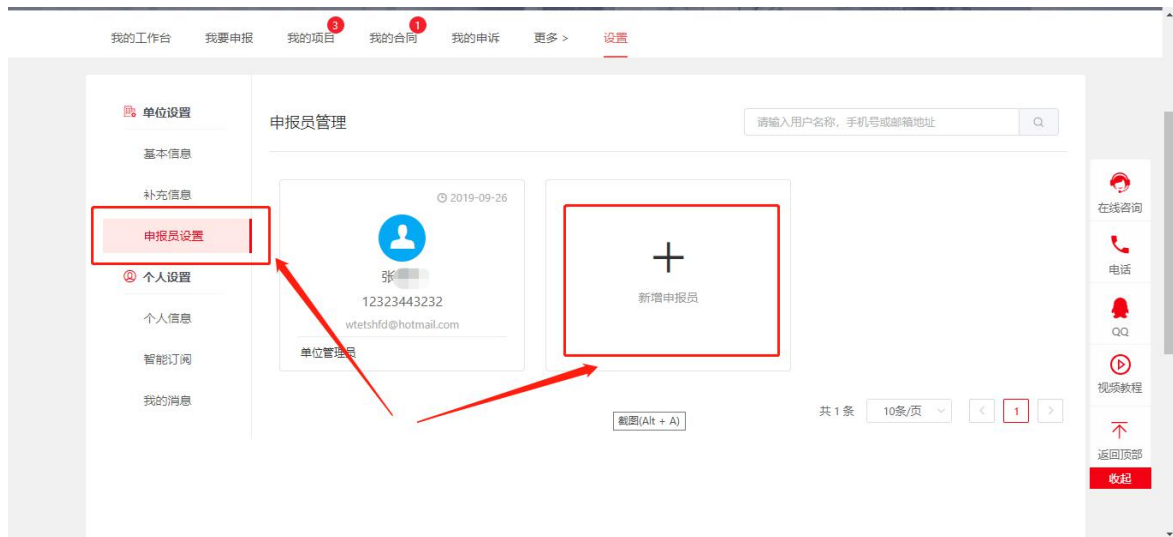 我的工作台 我要申报 我的项目 3 我的合同 1 我的申诉 更多 > 设置
单位设置
基本信息
补充信息
申报员设置
个人设置
个人信息
智能订阅
我的消息
申报员管理
请输入用户名称、手机号或邮箱地址
2019-09-26
张
12323443232
wtetshfd@hotmail.com
单位管理员
新增申报员
截图(Alt + A)
共 1 条 10条/页 < 1 >
在线咨询
电话
QQ
视频教程
返回顶部
收起